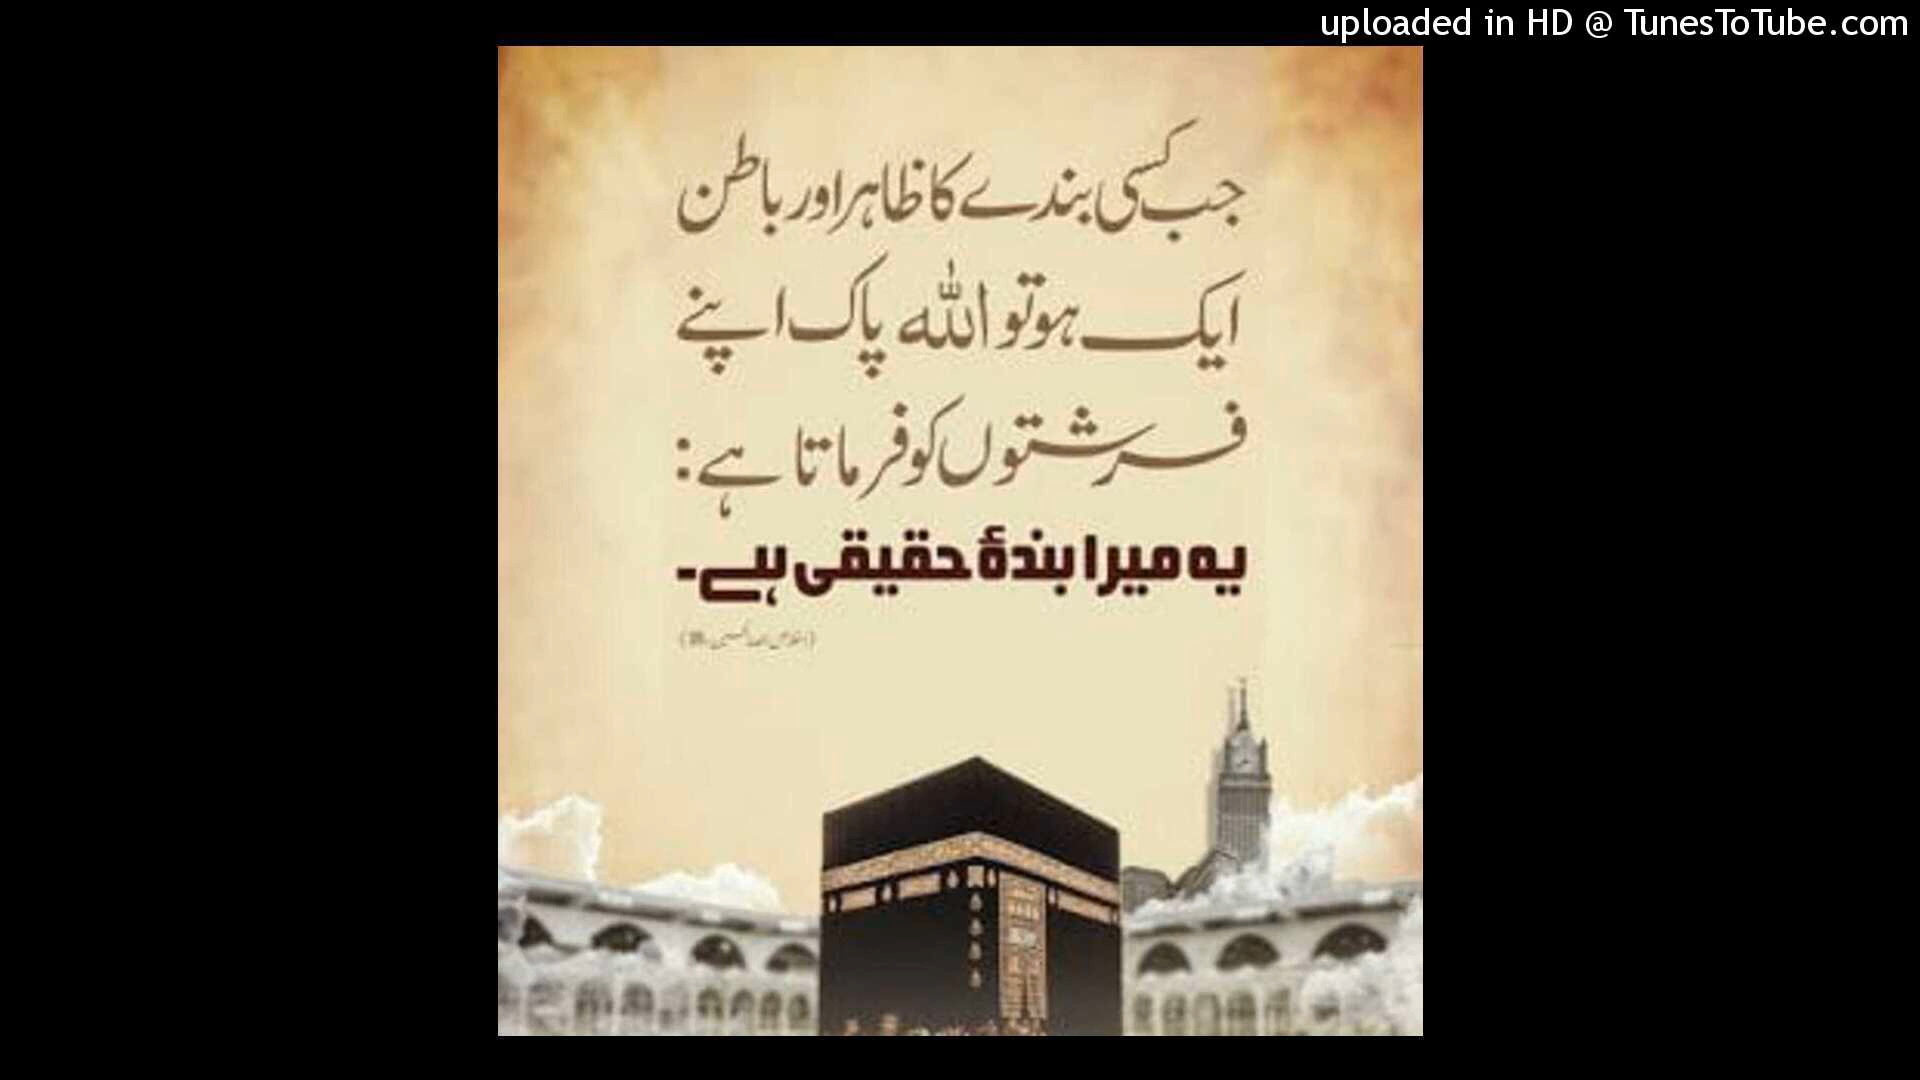 uploaded in HD @ TunesToTube.com
جب کسی بندے کا ظاہر اور باطن
ایک ہو تو اللہ پاک اپنے
فرشتوں کو فرماتا ہے:
یہ میرا بندۂ حقیقی ہے۔